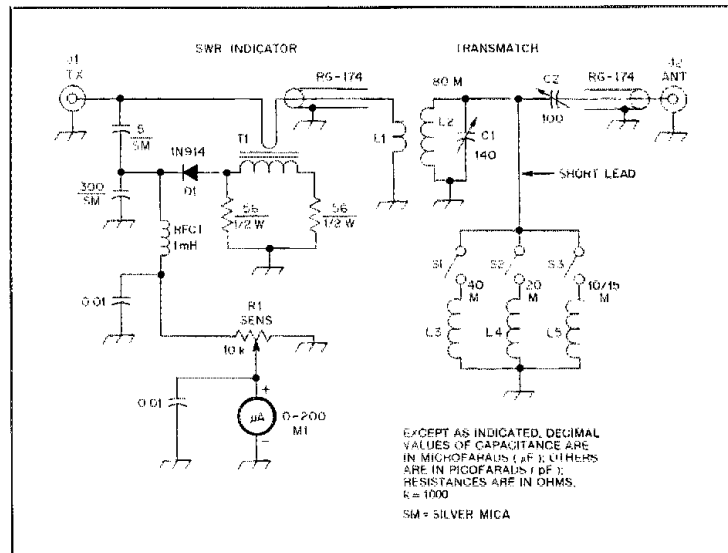 SWR INDICATOR
TRANSMATCH
J1
TX
RG-174
80 M
C2
RG-174
J2
ANT
100
5
SM
T1
L1
L2
C1
140
1N914
D1
300
SM
56
1/2 W
56
1/2 W
SHORT LEAD
RFC1
1mH
S1
S2
S3
40
M
20
M
10/15
M
0.01
R1
SENS
10 k
L3
L4
L5
0.01
+
μA
0-200
M1
–
EXCEPT AS INDICATED, DECIMAL
VALUES OF CAPACITANCE ARE
IN MICROFARADS ( μF ); OTHERS
ARE IN PICOFARADS ( pF );
RESISTANCES ARE IN OHMS.
k = 1000
SM = SILVER MICA